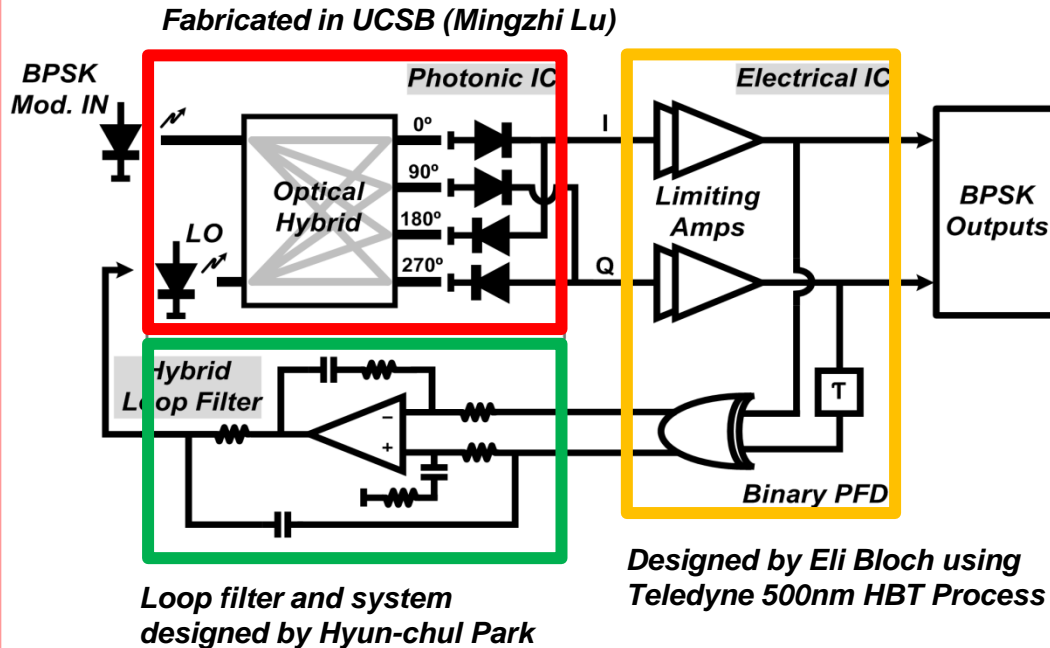 Fabricated in UCSB (Mingzhi Lu)
BPSK
Mod. IN
Photonic IC
Electrical IC
0º
90º
180º
270º
Optical
Hybrid
LO
I
Q
Limiting
Amps
BPSK
Outputs
Hybrid
Loop Filter
−
+
τ
Binary PFD
Loop filter and system
designed by Hyun-chul Park
Designed by Eli Bloch using
Teledyne 500nm HBT Process